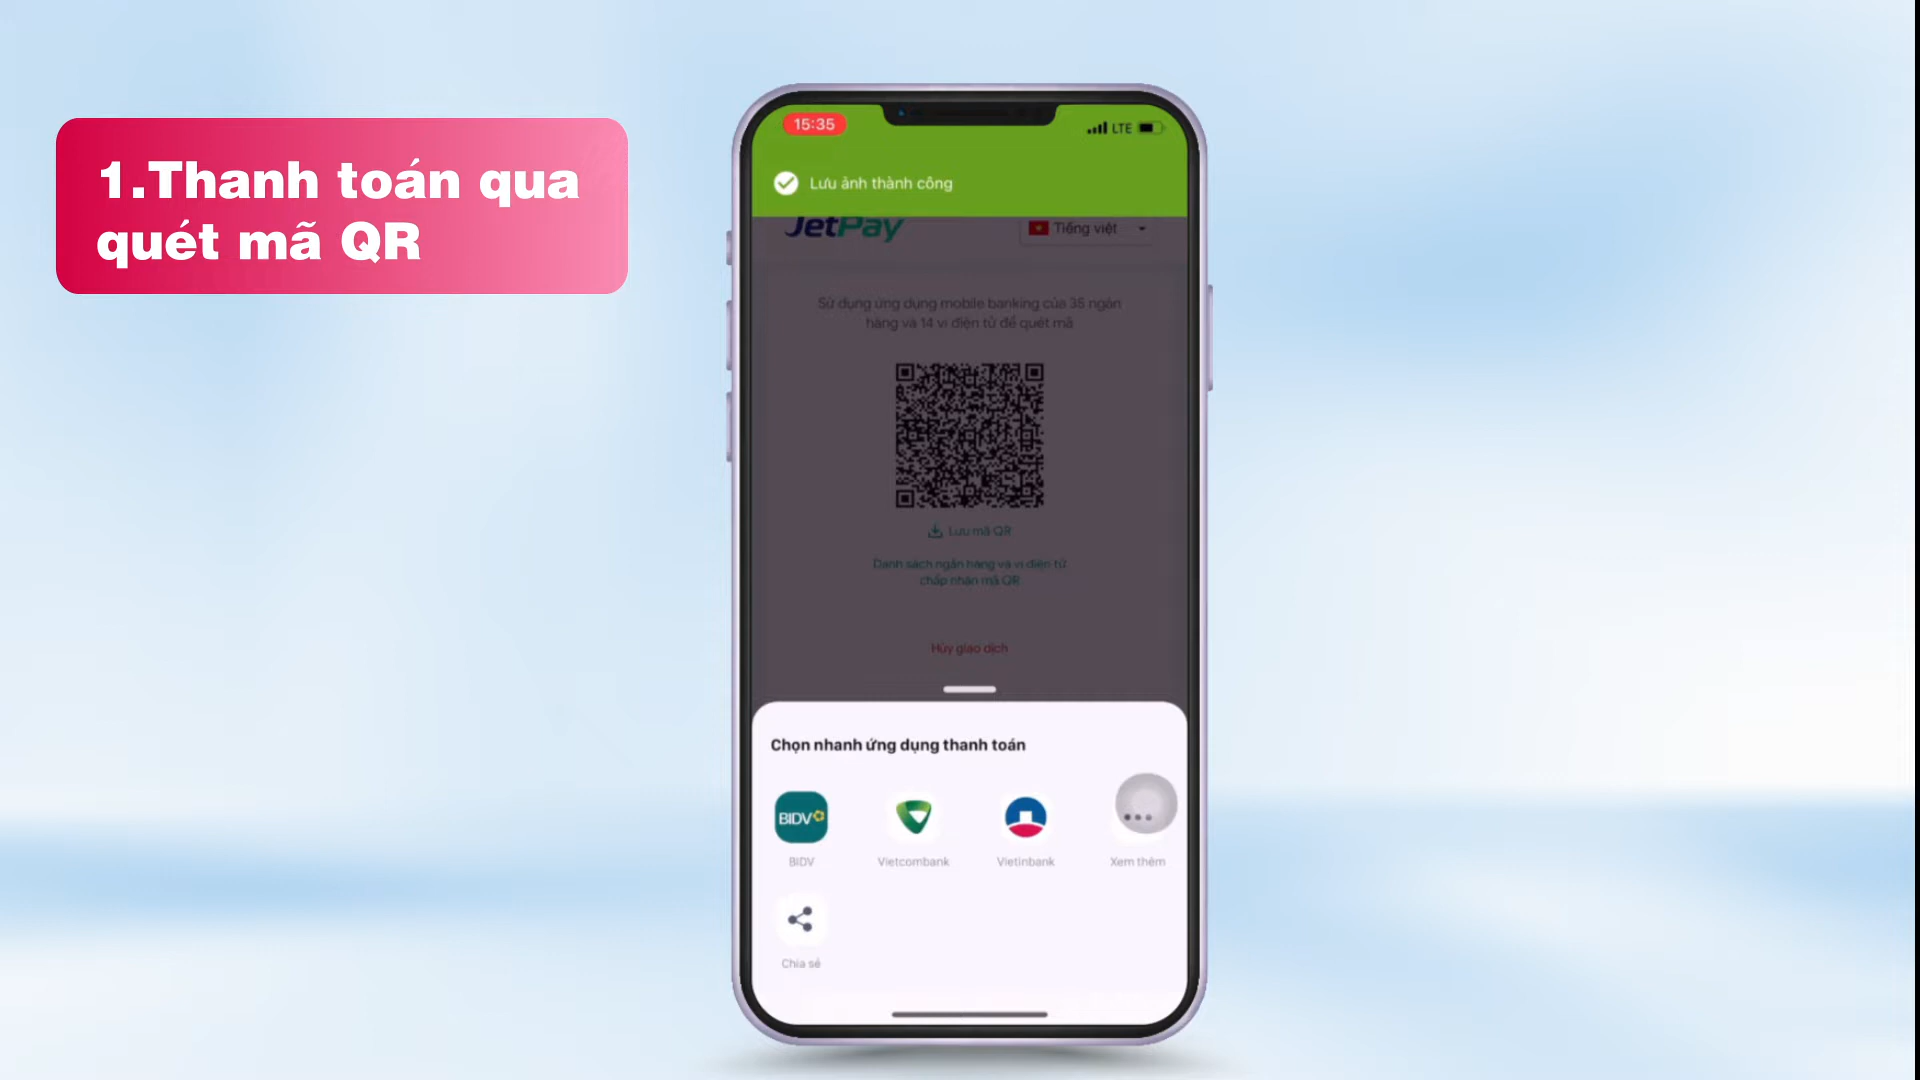 1.Thanh toán qua
quét mã QR
15:35
LTE
Lưu ảnh thành công
JetPay
Tiếng việt
Sử dụng ứng dụng mobile banking của 35 ngân
hàng và 14 ví điện tử để quét mã
Lưu mã QR
Danh sách ngân hàng và ví điện tử
chấp nhận mã QR
Hủy giao dịch
Chọn nhanh ứng dụng thanh toán
BIDV
BIDV
Vietcombank
Vietinbank
Xem thêm
Chia sẻ